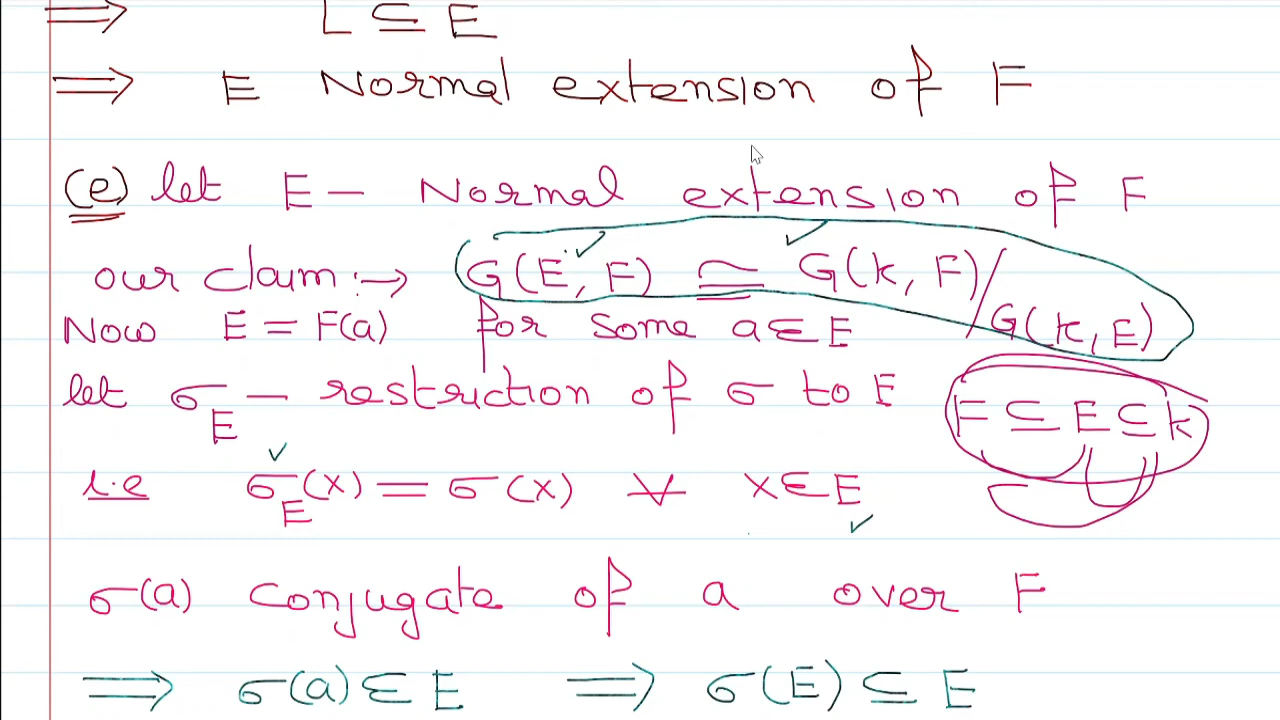 ⟹ L ⊆ E
⟹ E Normal extension of F
(e) let E – Normal extension of F
our claim :→ G(E, F) ≅ G(k, F)/G(k, E)
Now E = F(a) for some a ∈ E
let σ_E – restriction of σ to E
F ⊆ E ⊆ k
i.e σ_E(x) = σ(x) ∀ x ∈ E
σ(a) conjugate of a over F
⟹ σ(a) ∈ E ⟹ σ(E) ⊆ E